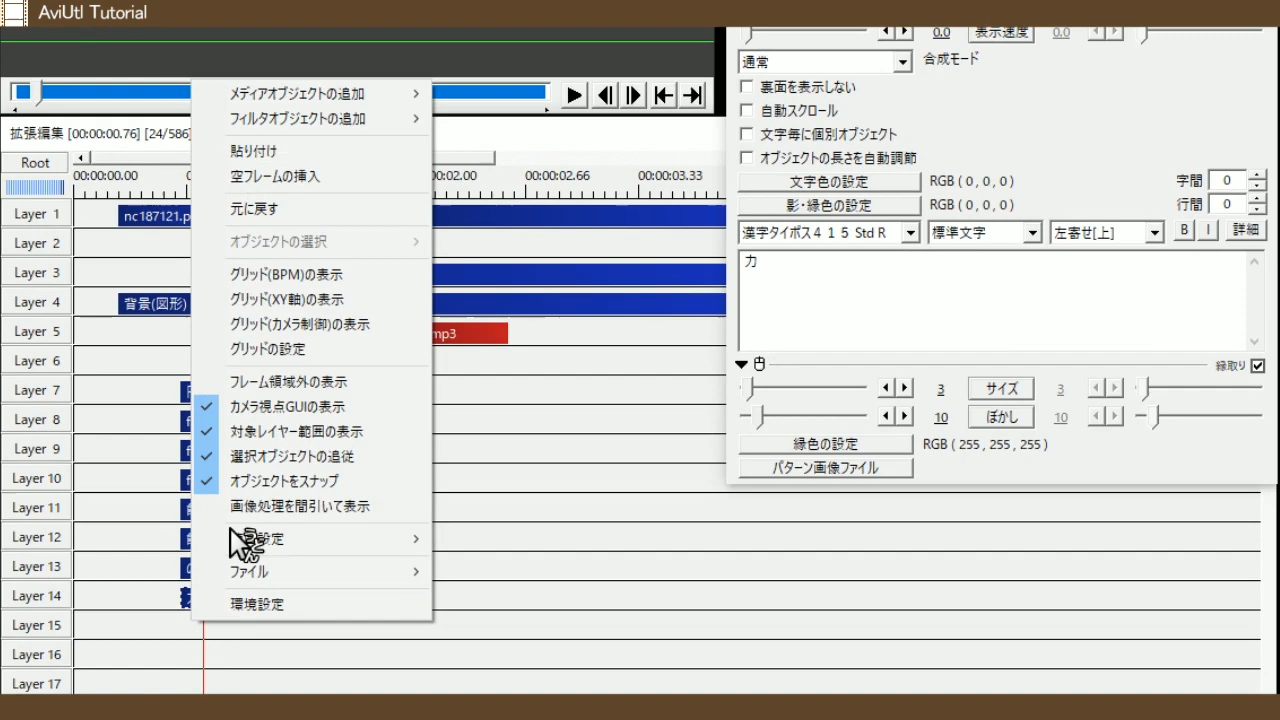 AviUtl Tutorial
0.0 表示速度 0.0
通常 合成モード
裏面を表示しない
自動スクロール
文字毎に個別オブジェクト
オブジェクトの長さを自動調節
文字色の設定 RGB ( 0 , 0 , 0 ) 字間 0
影・縁色の設定 RGB ( 0 , 0 , 0 ) 行間 0
漢字タイポス４１５ Std R 標準文字 左寄せ[上] B I 詳細
カ
縁取り
3 サイズ 3
10 ぼかし 10
縁色の設定 RGB ( 255 , 255 , 255 )
パターン画像ファイル
拡張編集 [00:00:00.76] [24/586]
Root
00:00:00.00 00:00:02.66 00:00:03.33
Layer 1 nc187121.p
Layer 2
Layer 3
Layer 4 背景(図形)
Layer 5 mp3
Layer 6
Layer 7
Layer 8
Layer 9
Layer 10
Layer 11
Layer 12
Layer 13
Layer 14
Layer 15
Layer 16
Layer 17
メディアオブジェクトの追加
フィルタオブジェクトの追加
貼り付け
空フレームの挿入
元に戻す
オブジェクトの選択
グリッド(BPM)の表示
グリッド(XY軸)の表示
グリッド(カメラ制御)の表示
グリッドの設定
フレーム領域外の表示
カメラ視点GUIの表示
対象レイヤー範囲の表示
選択オブジェクトの追従
オブジェクトをスナップ
画像処理を間引いて表示
設定
ファイル
環境設定